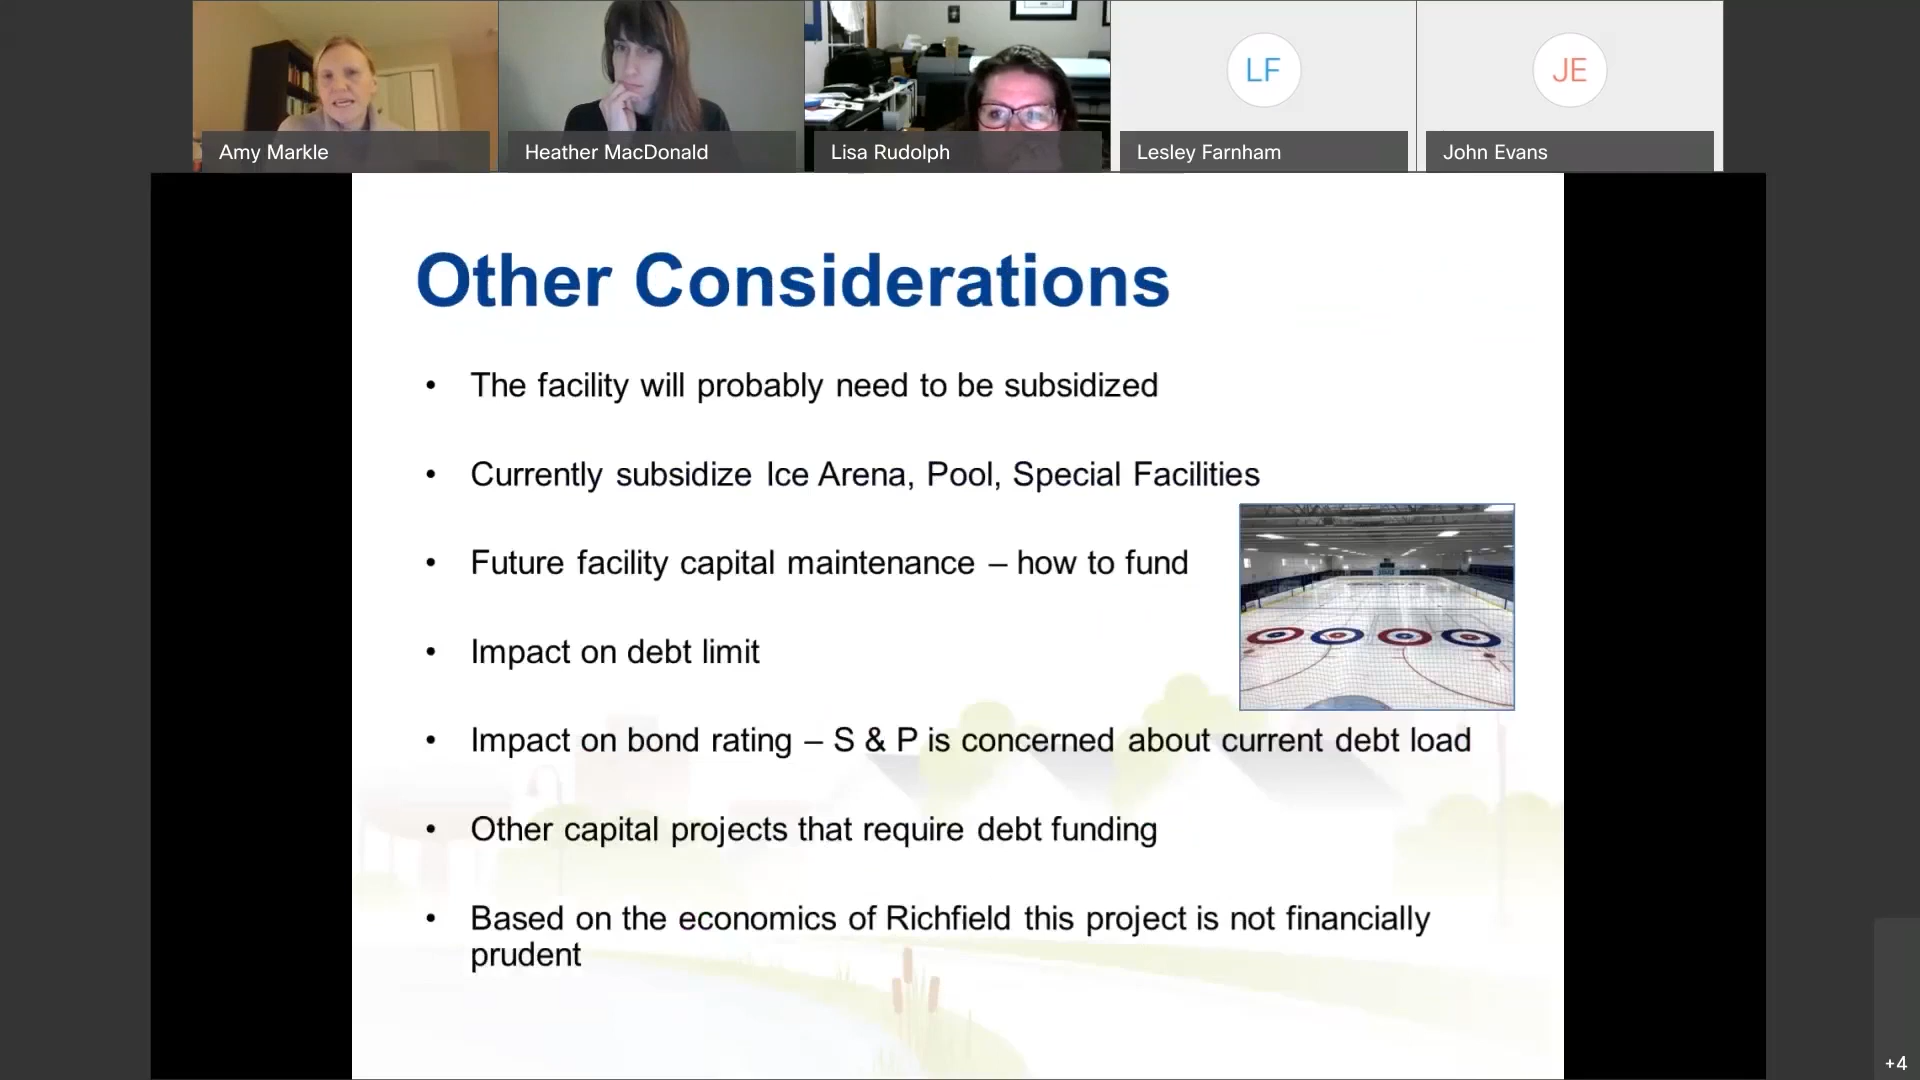 Amy Markle
Heather MacDonald
Lisa Rudolph
LF
Lesley Farnham
JE
John Evans
Other Considerations
• The facility will probably need to be subsidized
• Currently subsidize Ice Arena, Pool, Special Facilities
• Future facility capital maintenance – how to fund
• Impact on debt limit
• Impact on bond rating – S & P is concerned about current debt load
• Other capital projects that require debt funding
• Based on the economics of Richfield this project is not financially
prudent
+4